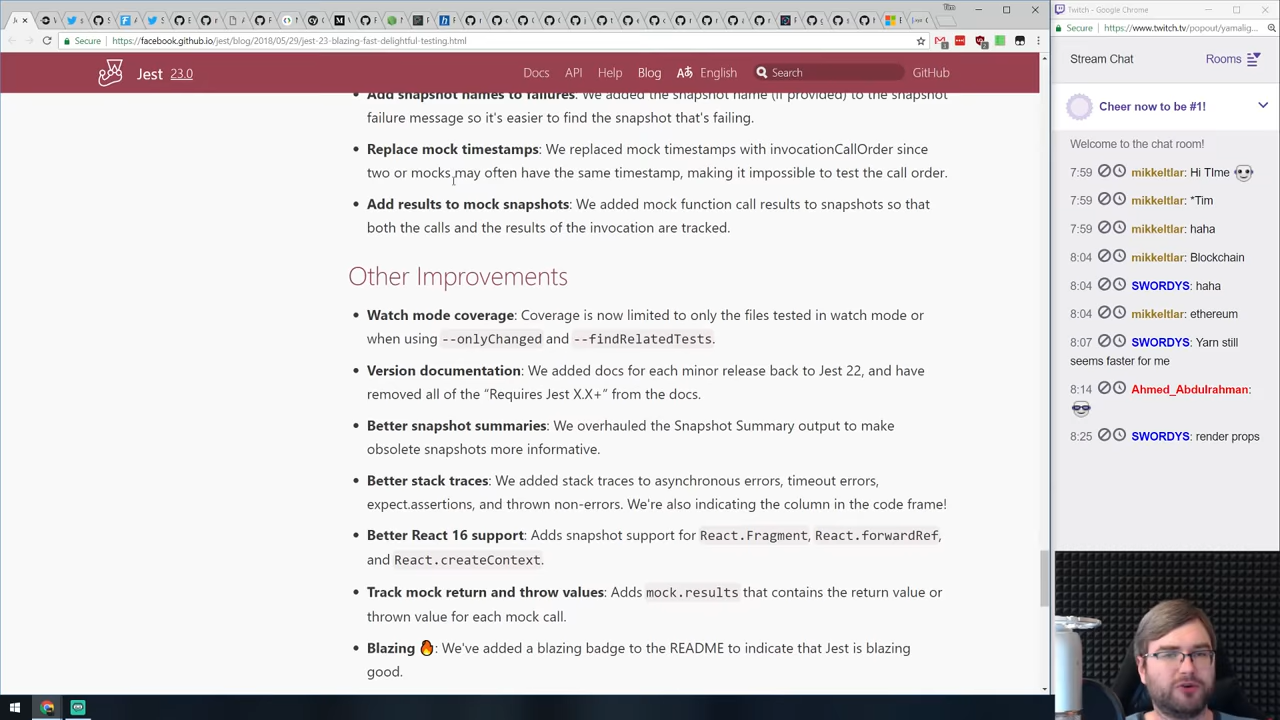 Twitch - Google Chrome
Secure https://facebook.github.io/jest/blog/2018/05/29/jest-23-blazing-fast-delightful-testing.html
Secure https://www.twitch.tv/popout/yamalig...
Jest 23.0 Docs API Help Blog English Search GitHub
Add snapshot names to failures: We added the snapshot name (if provided) to the snapshot
failure message so it's easier to find the snapshot that's failing.
Replace mock timestamps: We replaced mock timestamps with invocationCallOrder since
two or mocks may often have the same timestamp, making it impossible to test the call order.
Add results to mock snapshots: We added mock function call results to snapshots so that
both the calls and the results of the invocation are tracked.
Other Improvements
Watch mode coverage: Coverage is now limited to only the files tested in watch mode or
when using --onlyChanged and --findRelatedTests.
Version documentation: We added docs for each minor release back to Jest 22, and have
removed all of the “Requires Jest X.X+” from the docs.
Better snapshot summaries: We overhauled the Snapshot Summary output to make
obsolete snapshots more informative.
Better stack traces: We added stack traces to asynchronous errors, timeout errors,
expect.assertions, and thrown non-errors. We're also indicating the column in the code frame!
Better React 16 support: Adds snapshot support for React.Fragment, React.forwardRef,
and React.createContext.
Track mock return and throw values: Adds mock.results that contains the return value or
thrown value for each mock call.
Blazing 🔥: We've added a blazing badge to the README to indicate that Jest is blazing
good.
Stream Chat Rooms
Cheer now to be #1!
Welcome to the chat room!
7:59 mikkeltlar: Hi TIme
7:59 mikkeltlar: *Tim
7:59 mikkeltlar: haha
8:04 mikkeltlar: Blockchain
8:04 SWORDYS: haha
8:04 mikkeltlar: ethereum
8:07 SWORDYS: Yarn still
seems faster for me
8:14 Ahmed_Abdulrahman:
8:25 SWORDYS: render props